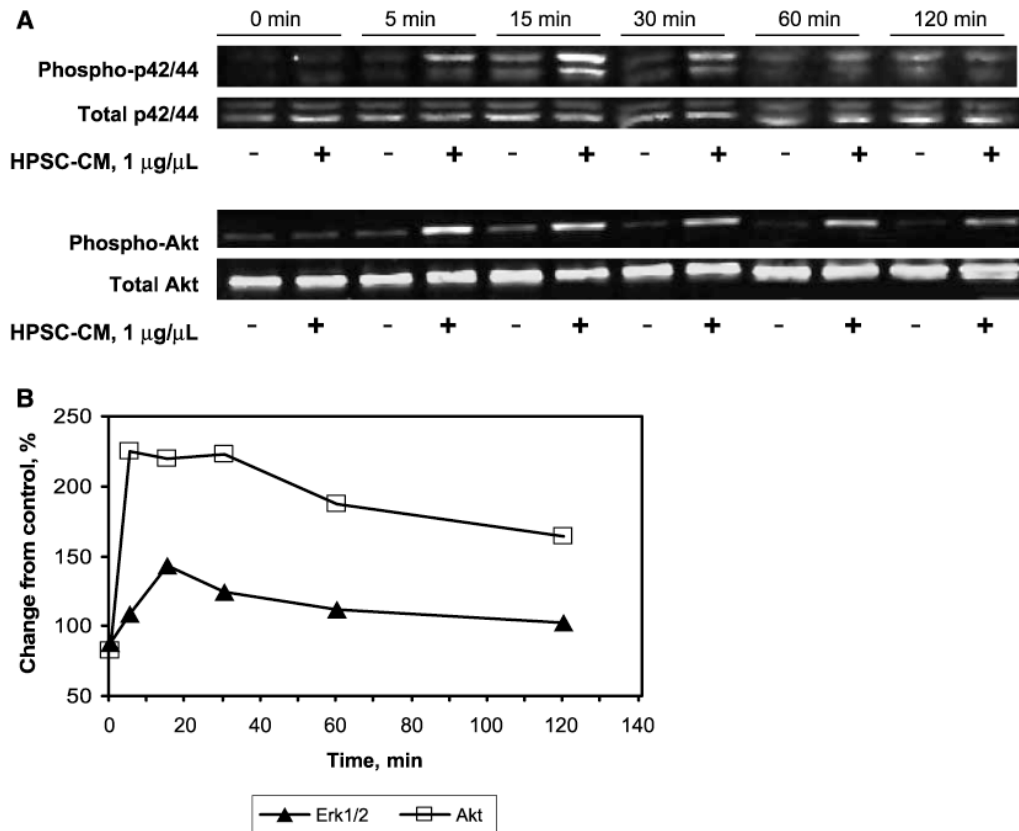 A
0 min 5 min 15 min 30 min 60 min 120 min
Phospho-p42/44
Total p42/44
HPSC-CM, 1 μg/μL - + - + - + - + - + - +
Phospho-Akt
Total Akt
HPSC-CM, 1 μg/μL - + - + - + - + - + - +
B
250
200
150
100
50
Change from control, %
0 20 40 60 80 100 120 140
Time, min
Erk1/2 Akt